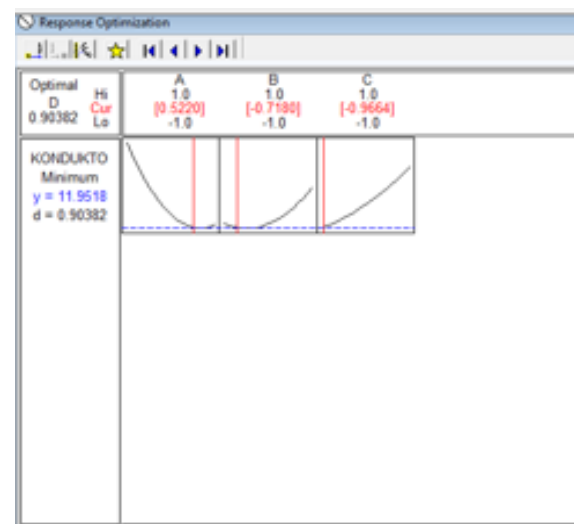 Response Optimization
Optimal
D
0.90382
Hi
Cur
Lo
A
1.0
[0.5220]
-1.0
B
1.0
[-0.7180]
-1.0
C
1.0
[-0.9664]
-1.0
KONDUKTO
Minimum
y = 11.9518
d = 0.90382